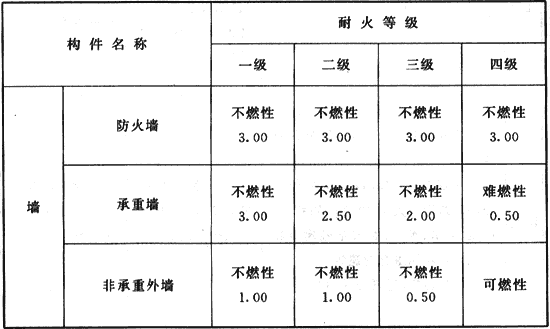 构件名称
耐火等级
一级 二级 三级 四级
墙
防火墙
不燃性 不燃性 不燃性 不燃性
3.00 3.00 3.00 3.00
承重墙
不燃性 不燃性 不燃性 难燃性
3.00 2.50 2.00 0.50
非承重外墙
不燃性 不燃性 不燃性 可燃性
1.00 1.00 0.50